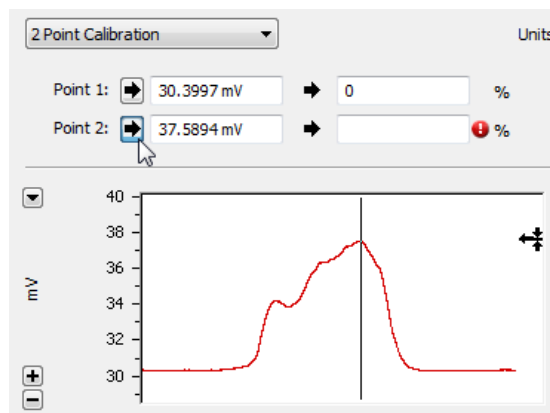 2 Point Calibration Units
Point 1: 30.3997 mV 0 %
Point 2: 37.5894 mV %
40
38
36
mV
34
32
30